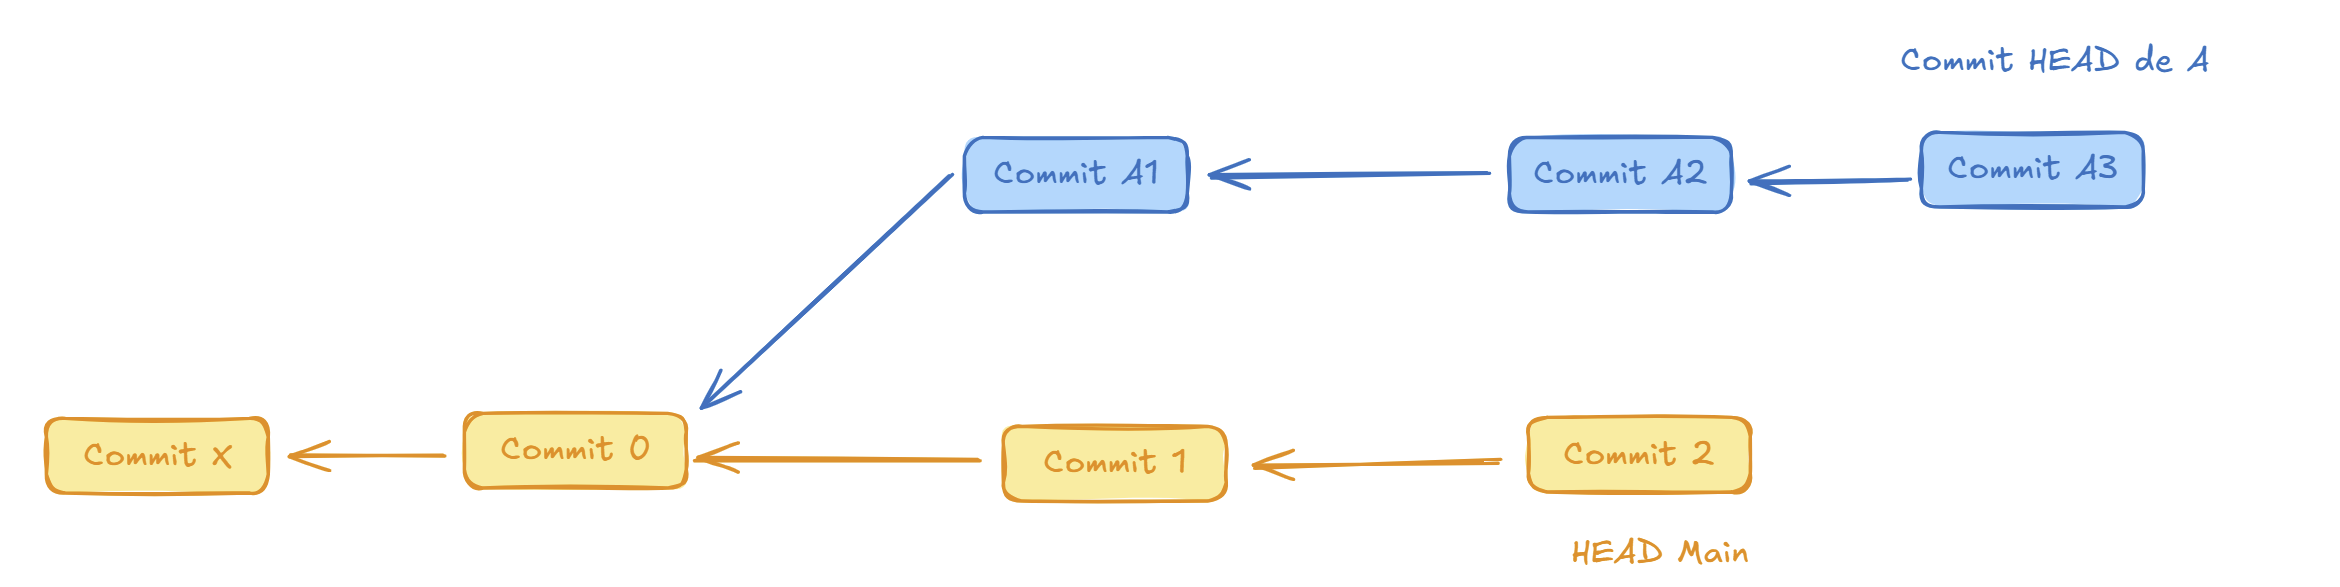 Commit HEAD de A
Commit A1
Commit A2
Commit A3
Commit X
Commit 0
Commit 1
Commit 2
HEAD Main